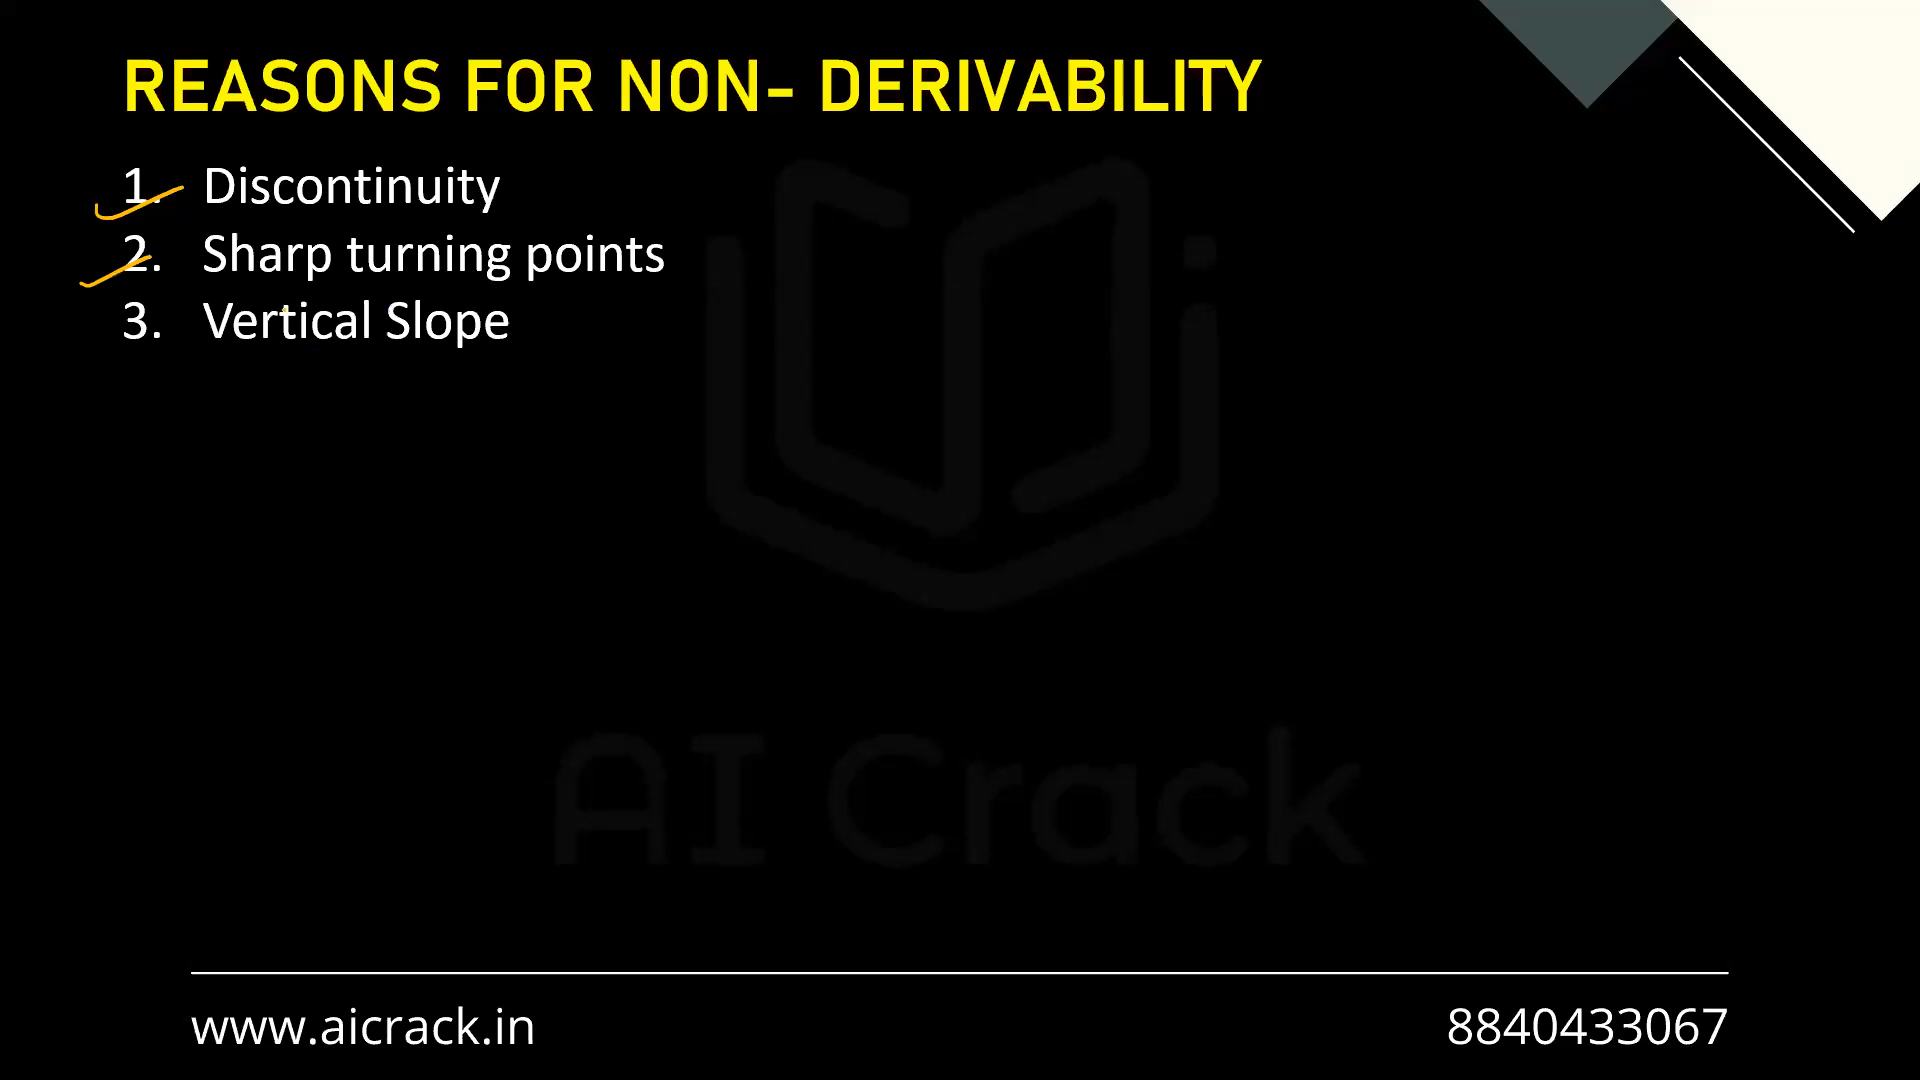 REASONS FOR NON- DERIVABILITY
1. Discontinuity
2. Sharp turning points
3. Vertical Slope
AI Crack
www.aicrack.in
8840433067